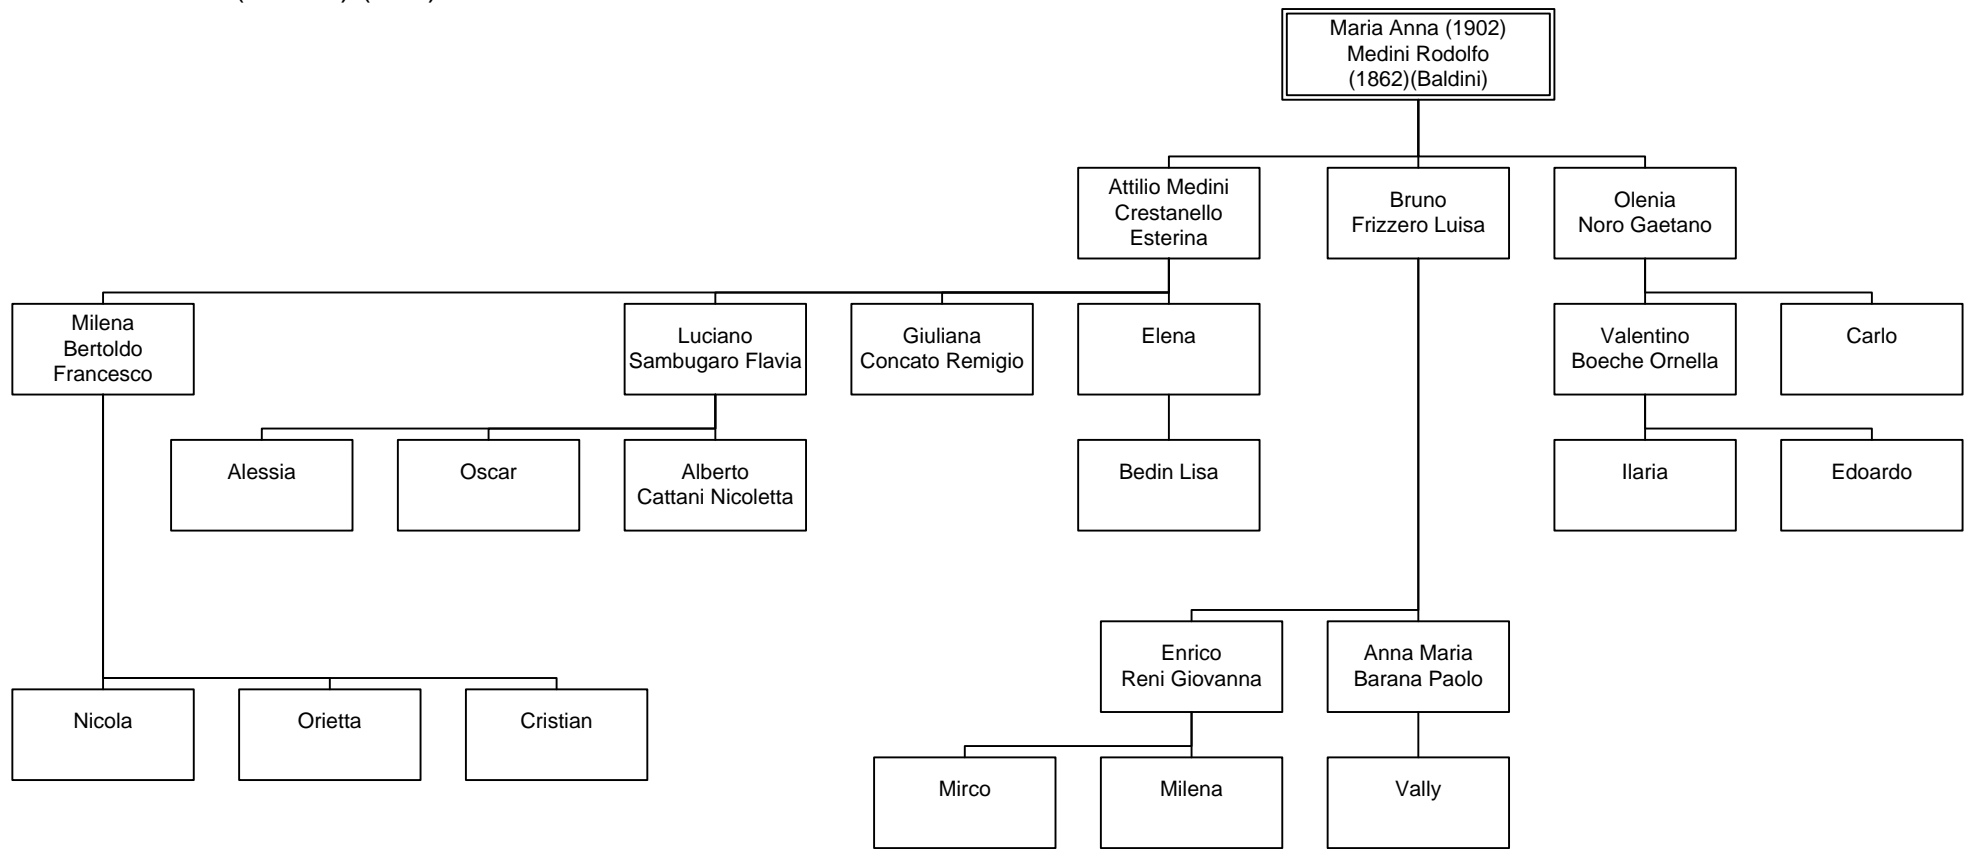 Maria Anna (1902)
Medini Rodolfo
(1862)(Baldini)
Attilio Medini
Crestanello
Esterina
Bruno
Frizzero Luisa
Olenia
Noro Gaetano
Milena
Bertoldo
Francesco
Luciano
Sambugaro Flavia
Giuliana
Concato Remigio
Elena
Valentino
Boeche Ornella
Carlo
Alessia
Oscar
Alberto
Cattani Nicoletta
Bedin Lisa
Ilaria
Edoardo
Enrico
Reni Giovanna
Anna Maria
Barana Paolo
Nicola
Orietta
Cristian
Mirco
Milena
Vally